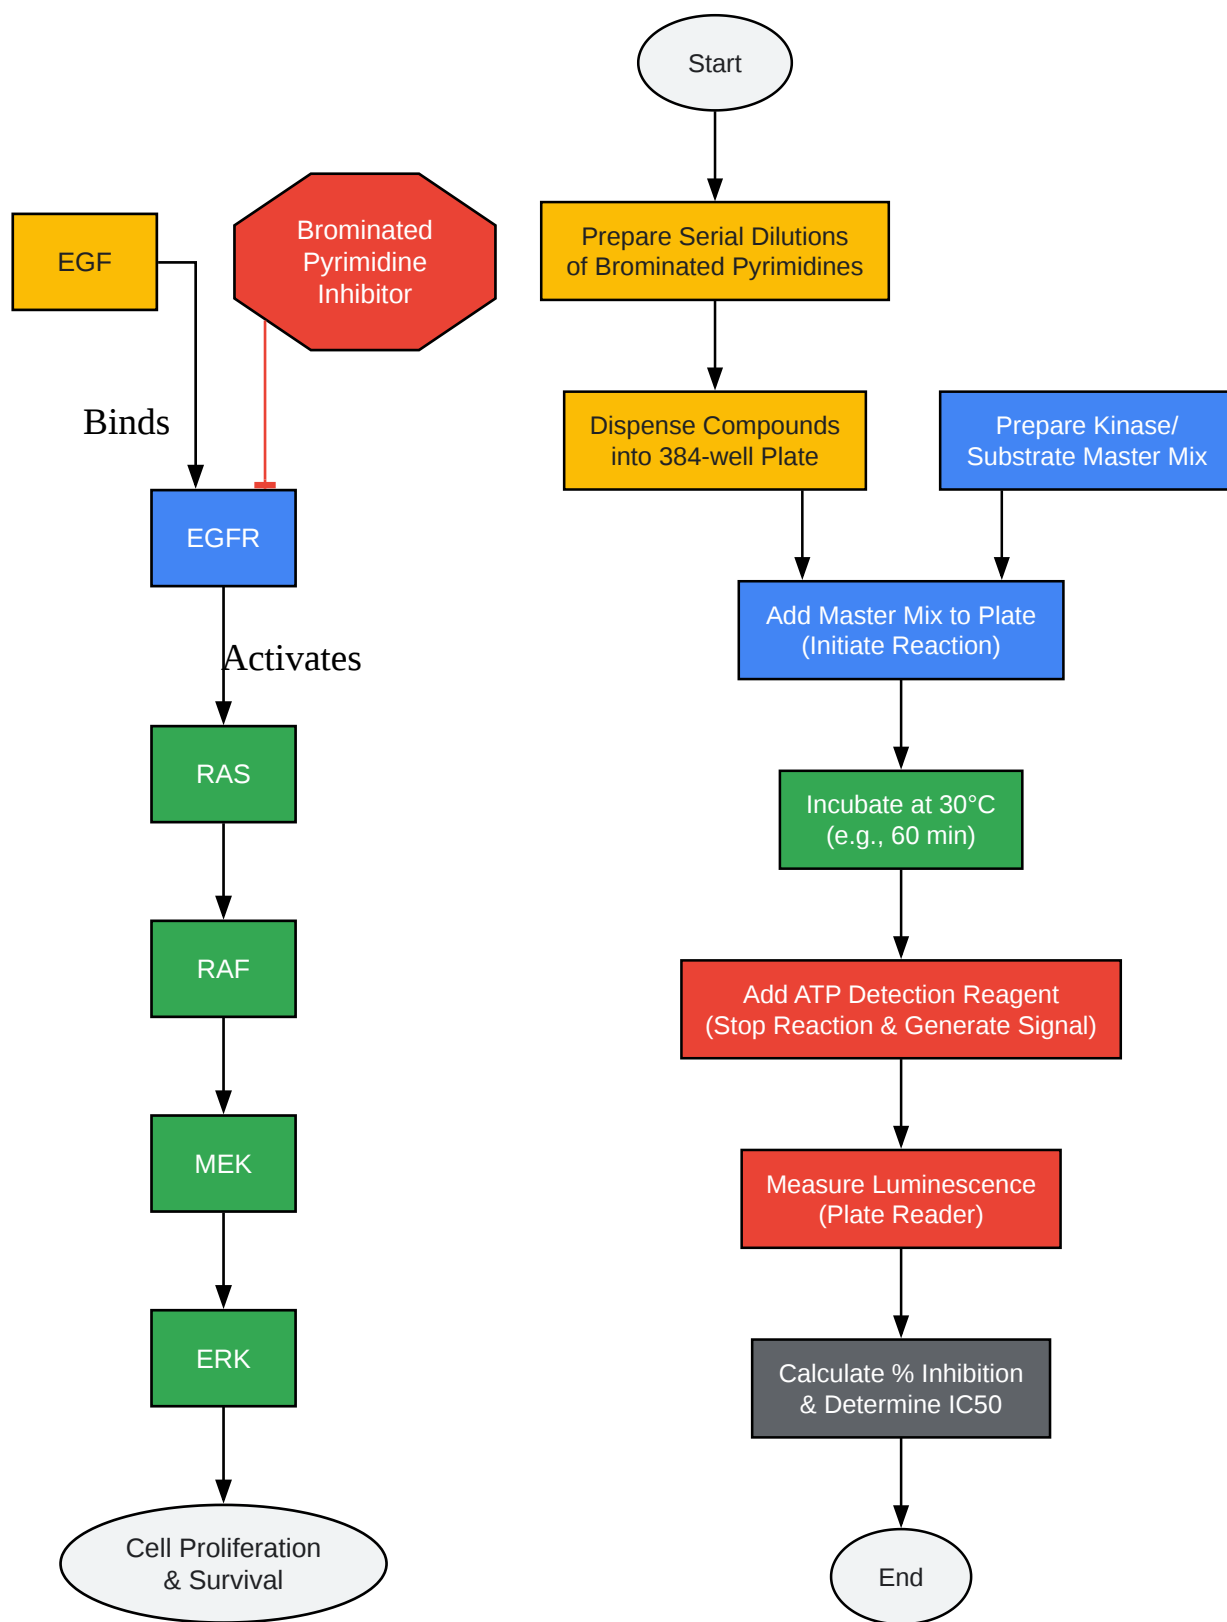 EGF
Brominated
Pyrimidine
Inhibitor
Binds
EGFR
Activates
RAS
RAF
MEK
ERK
Cell Proliferation
& Survival
Start
Prepare Serial Dilutions
of Brominated Pyrimidines
Dispense Compounds
into 384-well Plate
Prepare Kinase/
Substrate Master Mix
Add Master Mix to Plate
(Initiate Reaction)
Incubate at 30°C
(e.g., 60 min)
Add ATP Detection Reagent
(Stop Reaction & Generate Signal)
Measure Luminescence
(Plate Reader)
Calculate % Inhibition
& Determine IC50
End